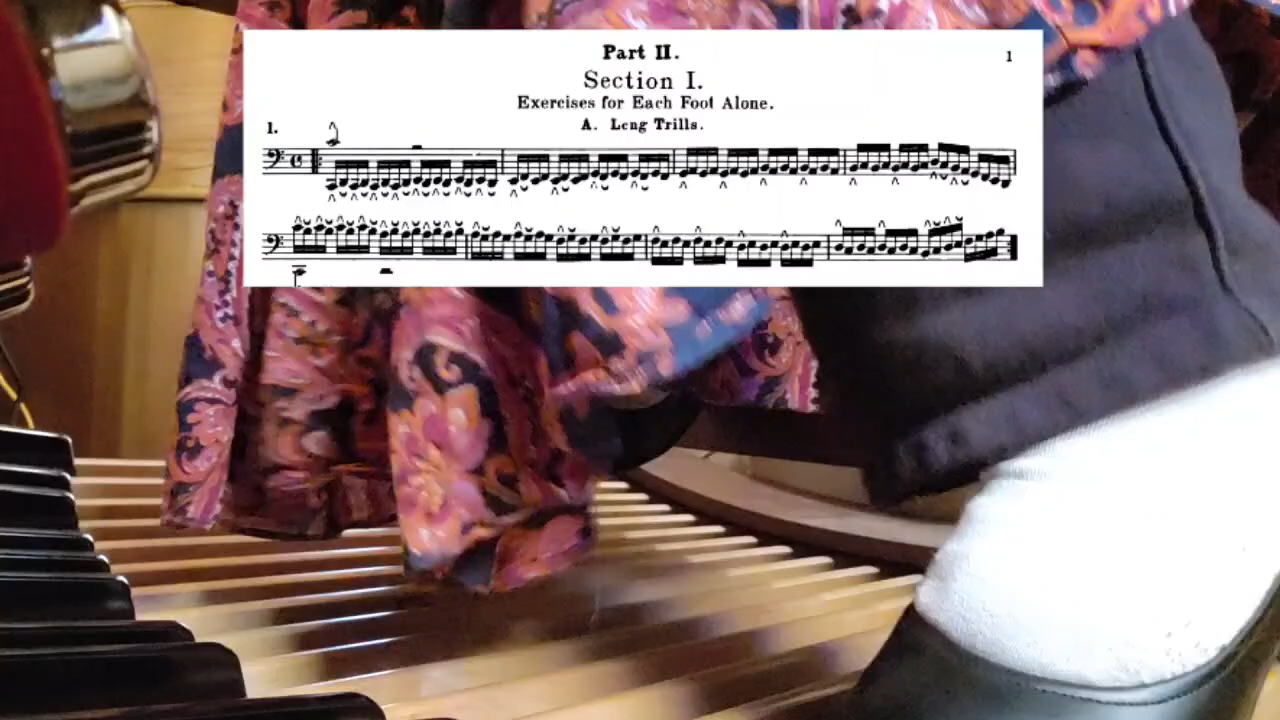 Part II.
1
Section I.
Exercises for Each Foot Alone.
A. Long Trills.
1.